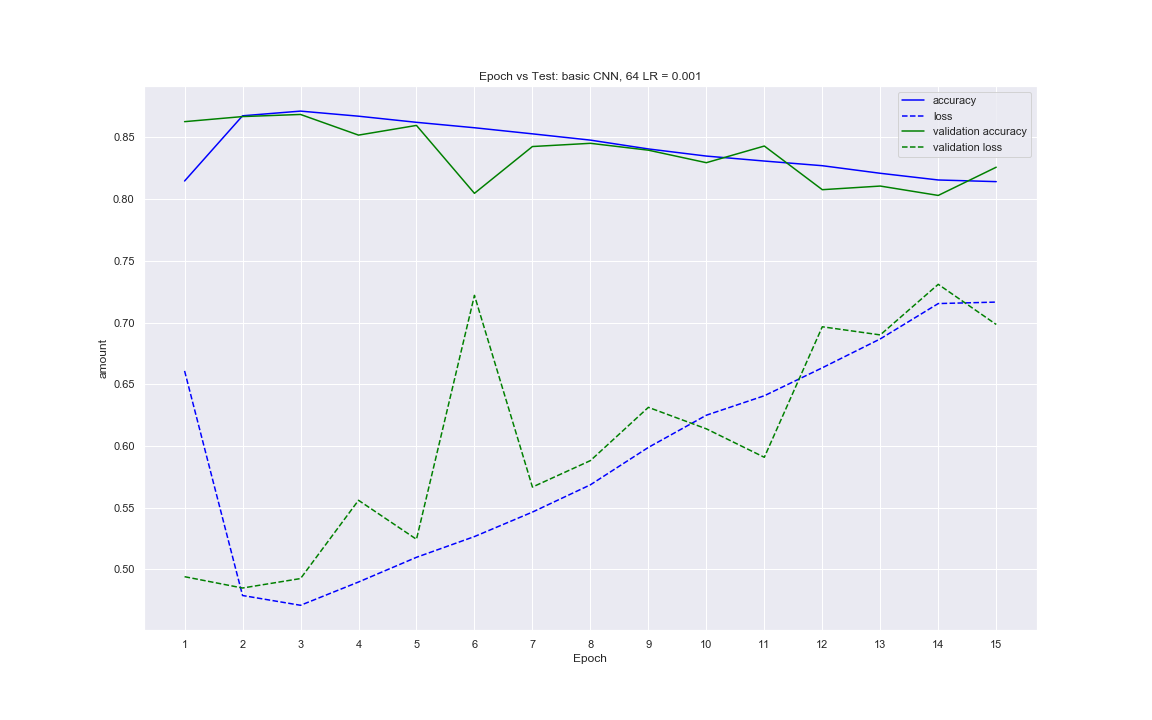 Epoch vs Test: basic CNN, 64 LR = 0.001
accuracy
loss
validation accuracy
validation loss
amount
0.85
0.80
0.75
0.70
0.65
0.60
0.55
0.50
1 2 3 4 5 6 7 8 9 10 11 12 13 14 15
Epoch